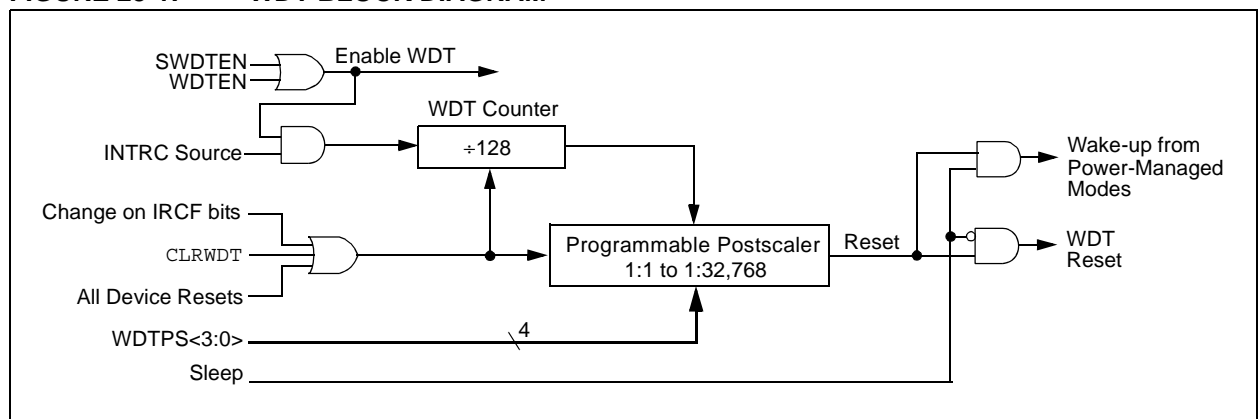 SWDTEN
WDTEN
Enable WDT
WDT Counter
÷128
INTRC Source
Wake-up from
Power-Managed
Modes
Change on IRCF bits
CLRWDT
All Device Resets
Programmable Postscaler
1:1 to 1:32,768
Reset
WDT
Reset
WDTPS<3:0>
4
Sleep